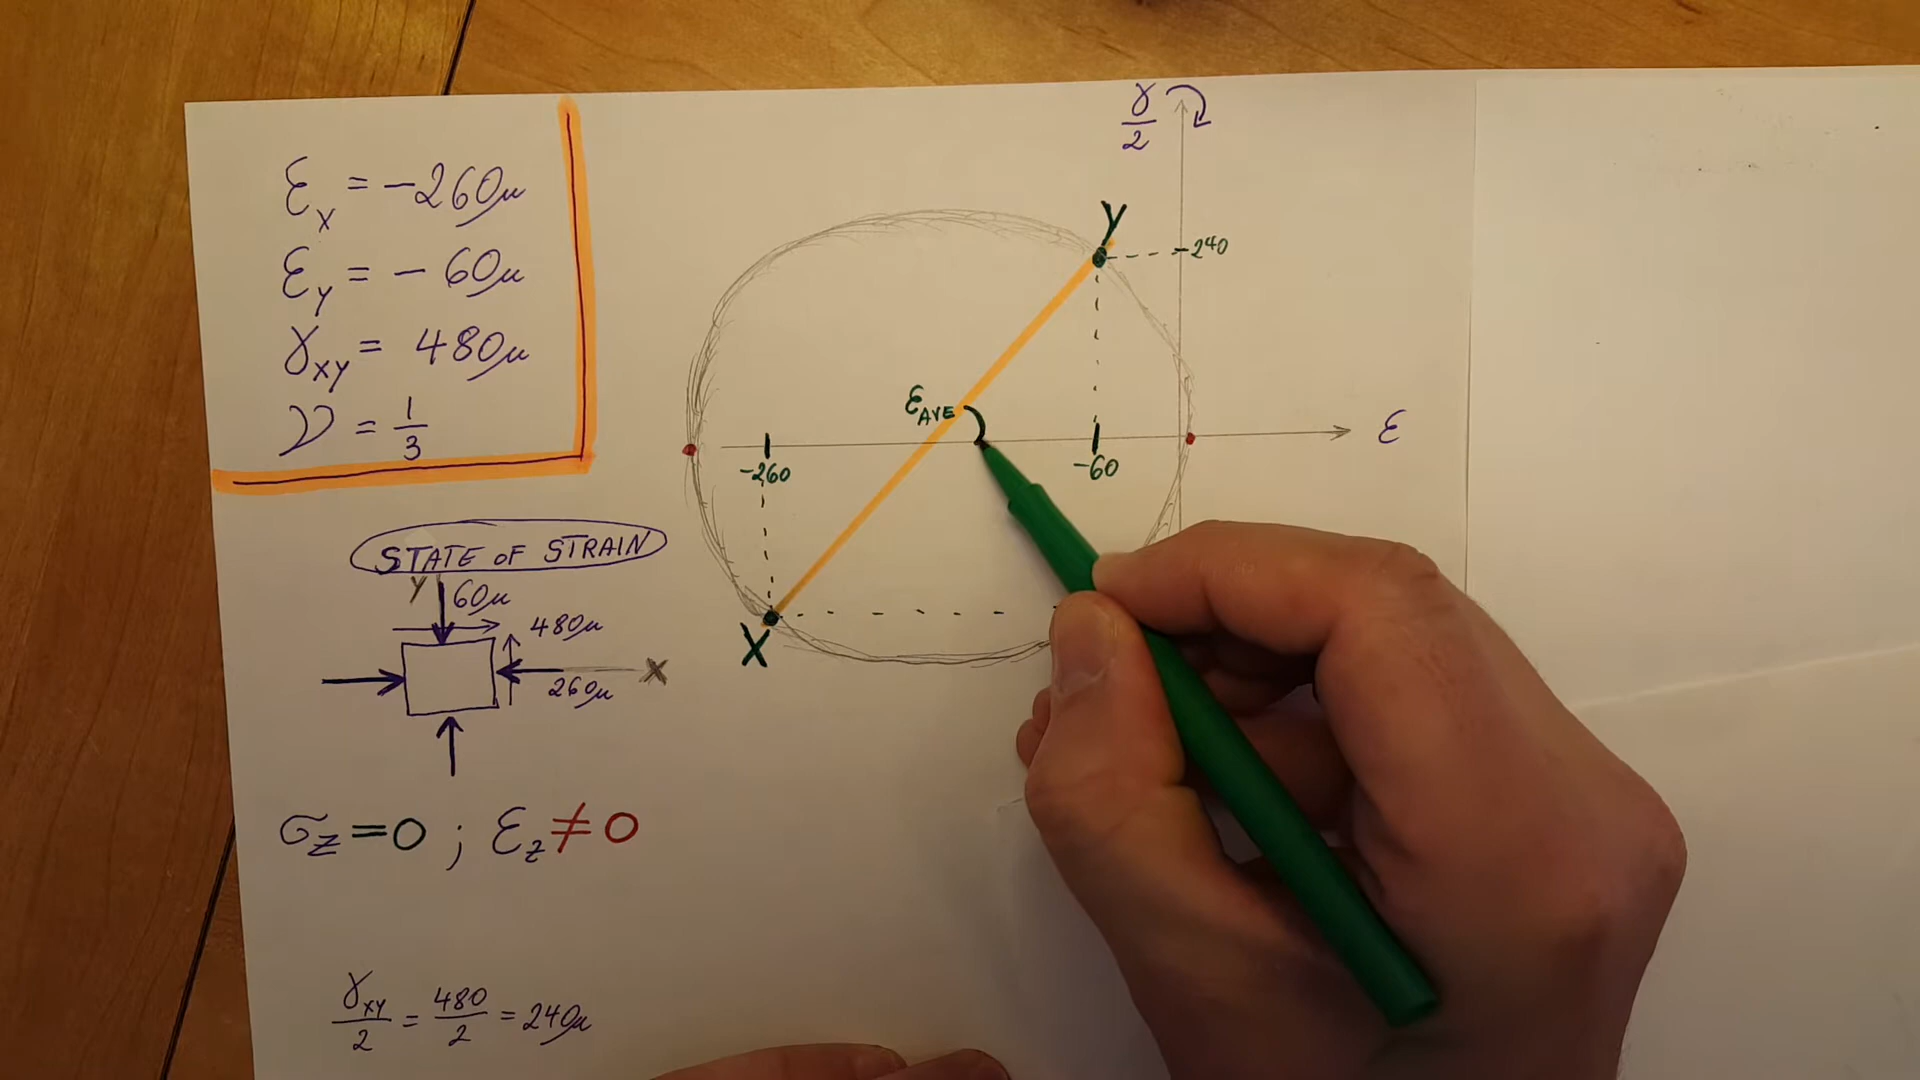 εx = -260μ
εy = - 60μ
γxy = 480μ
ν = 1/3
STATE OF STRAIN
Y
60μ
480μ
X
260μ
σz = 0 ; εz ≠ 0
γxy/2 = 480/2 = 240μ
γ/2
Y
240
εAVE
ε
-260
-60
X